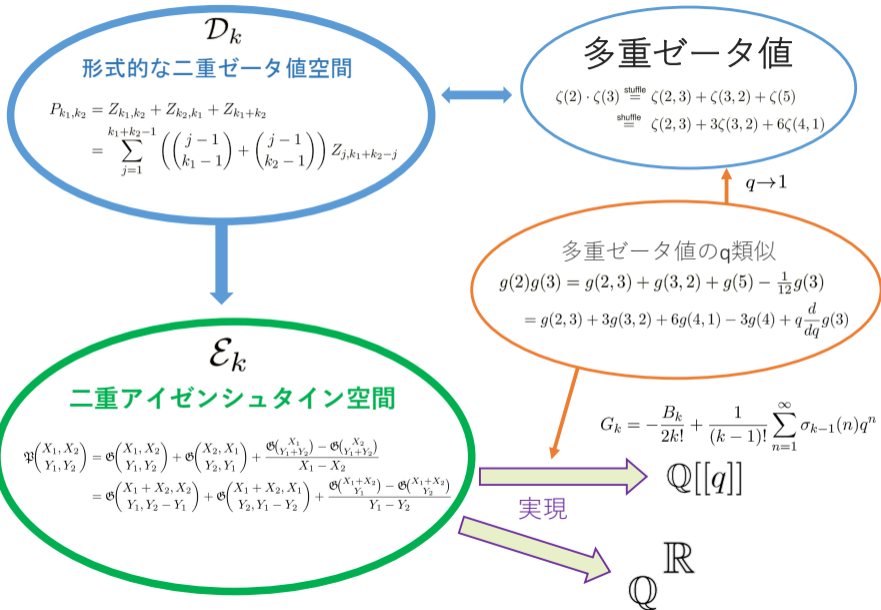 𝒟_k
形式的な二重ゼータ値空間
P_{k_1,k_2} = Z_{k_1,k_2} + Z_{k_2,k_1} + Z_{k_1+k_2}
= \sum_{j=1}^{k_1+k_2-1} \left( \binom{j-1}{k_1-1} + \binom{j-1}{k_2-1} \right) Z_{j,k_1+k_2-j}
多重ゼータ値
ζ(2)·ζ(3) \overset{stuffle}{=} ζ(2,3) + ζ(3,2) + ζ(5)
\overset{shuffle}{=} ζ(2,3) + 3ζ(3,2) + 6ζ(4,1)
q→1
多重ゼータ値のq類似
g(2)g(3) = g(2,3) + g(3,2) + g(5) − \frac{1}{12}g(3)
= g(2,3) + 3g(3,2) + 6g(4,1) − 3g(4) + q\frac{d}{dq}g(3)
ℰ_k
二重アイゼンシュタイン空間
𝔓\binom{X_1,X_2}{Y_1,Y_2} = 𝔊\binom{X_1,X_2}{Y_1,Y_2} + 𝔊\binom{X_2,X_1}{Y_2,Y_1} + \frac{𝔊\binom{X_1}{Y_1+Y_2} − 𝔊\binom{X_2}{Y_1+Y_2}}{X_1−X_2}
= 𝔊\binom{X_1+X_2,X_2}{Y_1,Y_2−Y_1} + 𝔊\binom{X_1+X_2,X_1}{Y_2,Y_1−Y_2} + \frac{𝔊\binom{X_1+X_2}{Y_1} − 𝔊\binom{X_1+X_2}{Y_2}}{Y_1−Y_2}
G_k = −\frac{B_k}{2k!} + \frac{1}{(k−1)!} \sum_{n=1}^{∞} σ_{k−1}(n)q^n
ℚ[[q]]
実現
ℝ
ℚ